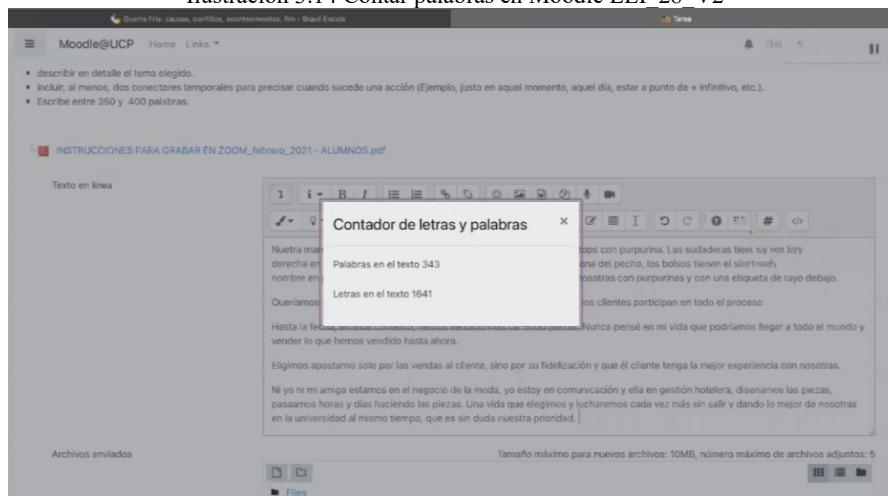 Ilustración 3.14 Contar palabras en Moodle EEI_28_V2
Guerra Fria: causas, conflitos, acontecimentos, fim - Brasil Escola
Tarea
Moodle@UCP Home Links
describir en detalle el tema elegido.
incluir, al menos, dos conectores temporales para precisar cuando sucede una acción (Ejemplo, justo en aquel momento, aquel día, estar a punto de + infinitivo, etc.).
Escribe entre 350 y 400 palabras.
INSTRUCCIONES PARA GRABAR EN ZOOM_febrero_2021 - ALUMNOS.pdf
Texto en línea
Contador de letras y palabras ×
Palabras en el texto 343
Letras en el texto 1641
Nuetra
tops con purpurina. Las sudaderas
derecha en
ona del pecho, los bolsos tienen el
nombre en
nosotras con purpurinas y con una etiqueta de rayo debajo.
Queríamos
los clientes participan en todo el proceso
Hasta la
Nunca pensé en mi vida que podríamos llegar a todo el mundo y
vender lo que hemos vendido hasta ahora.
Eligimos apostarno solo por las vendas al cliente, sino por su fidelización y que él cliente tenga la mejor experiencia con nosotras.
Ni yo ni mi amiga estamos en el negocio de la moda, yo estoy en comunicación y ella en gestión hotelera, disenamos las piezas,
pasaamos horas y días haciendo las piezas. Una vida que elegimos y lucharemos cada vez más sin salir y dando lo mejor de nosotras
en la universidad al mismo tiempo, que es sin duda nuestra prioridad.
Archivos enviados
Tamaño máximo para nuevos archivos: 10MB, número máximo de archivos adjuntos: 5
Files